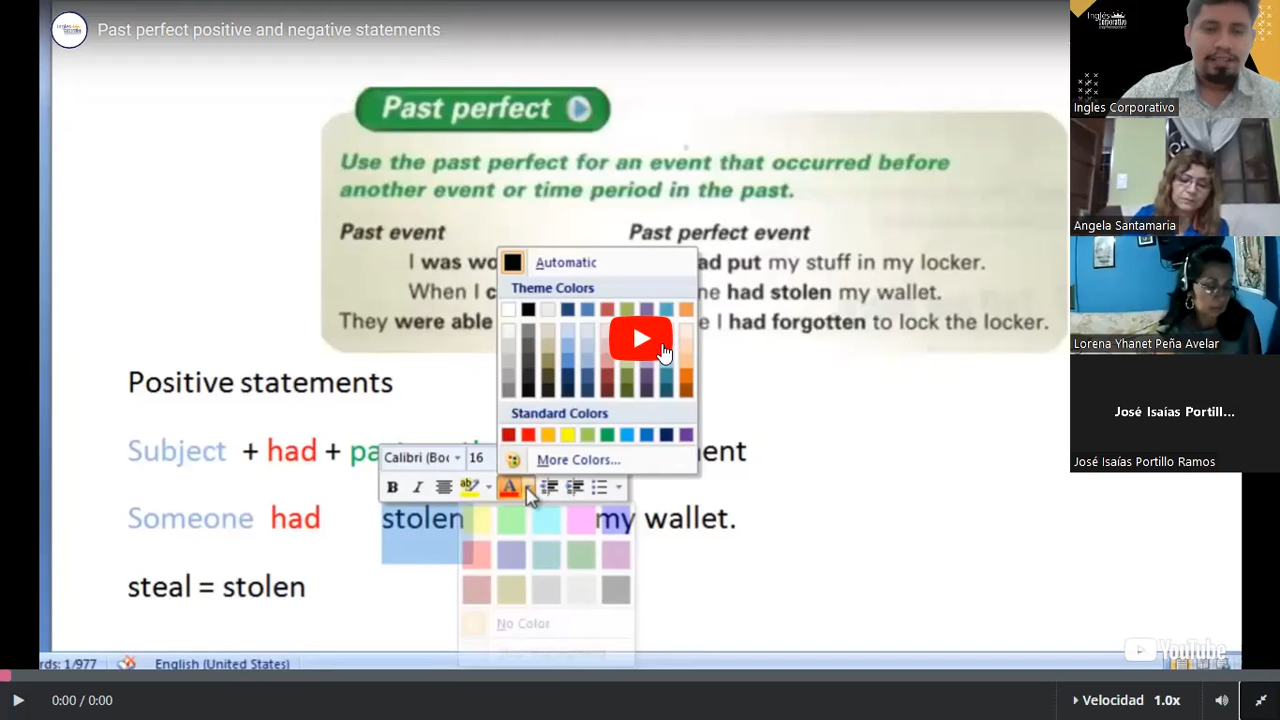 Past perfect positive and negative statements
Past perfect
Use the past perfect for an event that occurred before
another event or time period in the past.
Past event
Past perfect event
I was wo
ad put my stuff in my locker.
When I c
ne had stolen my wallet.
They were able
e I had forgotten to lock the locker.
Automatic
Theme Colors
Standard Colors
More Colors...
Positive statements
Subject + had + pa
ent
Calibri (Boc
16
Someone had stolen my wallet.
steal = stolen
No Color
rds: 1/977
English (United States)
YouTube
0:00 / 0:00
Velocidad 1.0x
Inglés
Corporativo
Ingles Corporativo
Angela Santamaria
Lorena Yhanet Peña Avelar
José Isaías Portill...
José Isaías Portillo Ramos